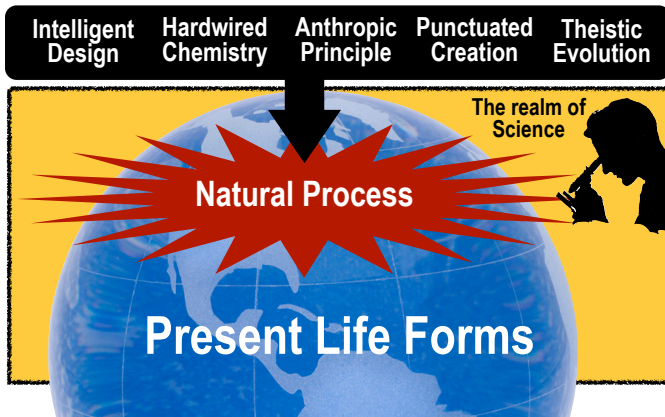 Intelligent Hardwired Anthropic Punctuated Theistic
Design Chemistry Principle Creation Evolution
The realm of
Science
Natural Process
Present Life Forms